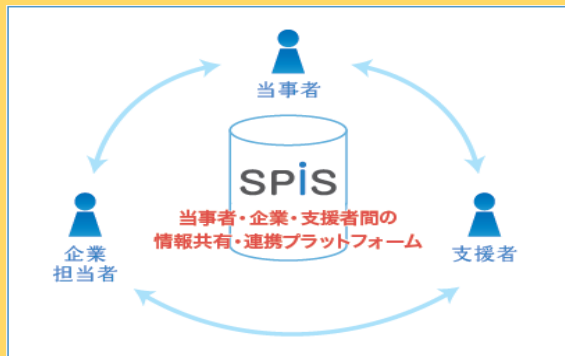 当事者
SPiS
当事者・企業・支援者間の
情報共有・連携プラットフォーム
企業
担当者
支援者